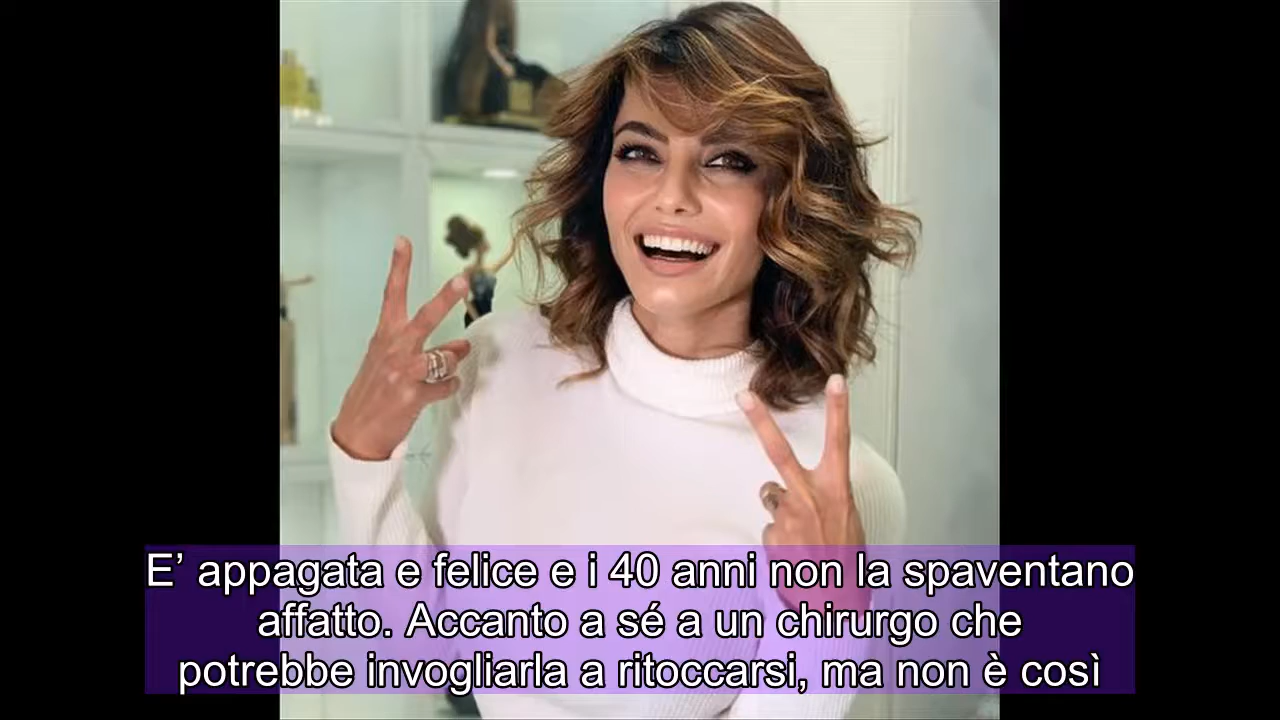 E’ appagata e felice e i 40 anni non la spaventano
affatto. Accanto a sé a un chirurgo che
potrebbe invogliarla a ritoccarsi, ma non è così